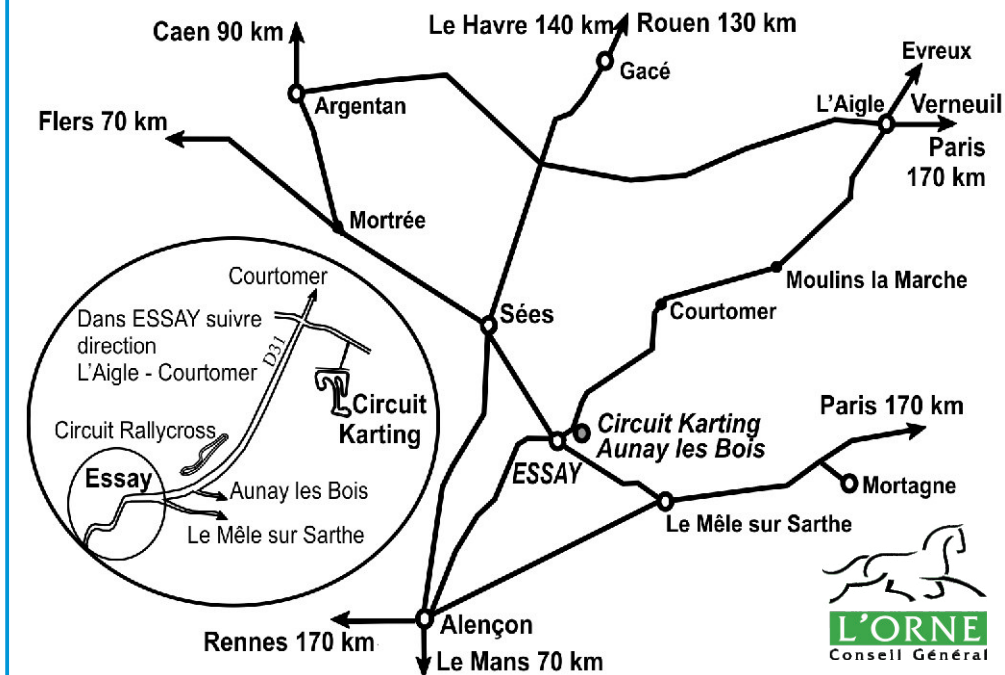 Caen 90 km
Le Havre 140 km
Rouen 130 km
Gacé
Evreux
Argentan
L'Aigle
Verneuil
Flers 70 km
Paris
170 km
Mortrée
Moulins la Marche
Sées
Courtomer
Courtomer
Dans ESSAY suivre
direction
L'Aigle - Courtomer
D31
Circuit
Karting
Circuit Rallycross
Essay
Aunay les Bois
Le Mêle sur Sarthe
Circuit Karting
Aunay les Bois
ESSAY
Paris 170 km
Mortagne
Le Mêle sur Sarthe
Rennes 170 km
Alençon
Le Mans 70 km
L'ORNE
Conseil Général